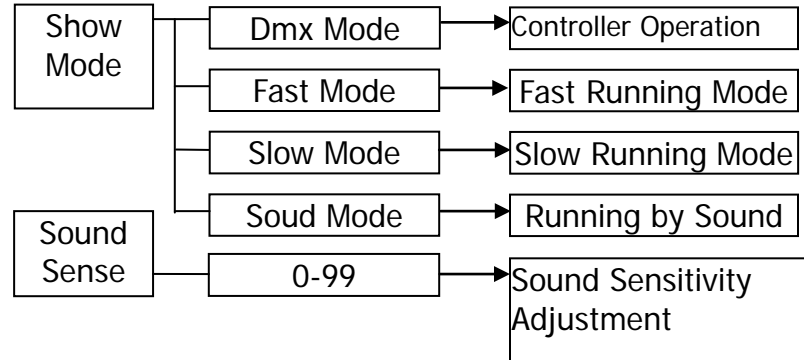 Show
Mode
Dmx Mode
Controller Operation
Fast Mode
Fast Running Mode
Slow Mode
Slow Running Mode
Soud Mode
Running by Sound
Sound
Sense
0-99
Sound Sensitivity
Adjustment